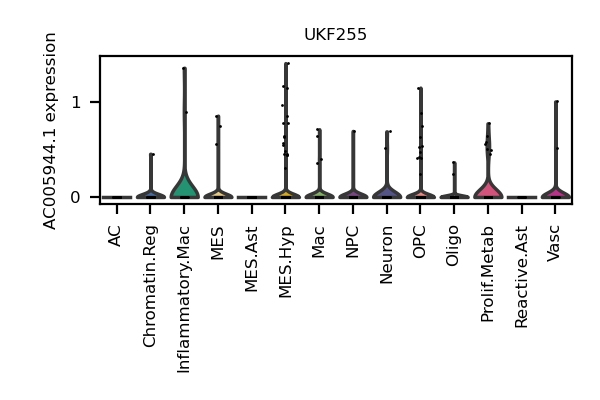 UKF255
AC005944.1 expression
1
0
AC
Chromatin.Reg
Inflammatory.Mac
MES
MES.Ast
MES.Hyp
Mac
NPC
Neuron
OPC
Oligo
Prolif.Metab
Reactive.Ast
Vasc